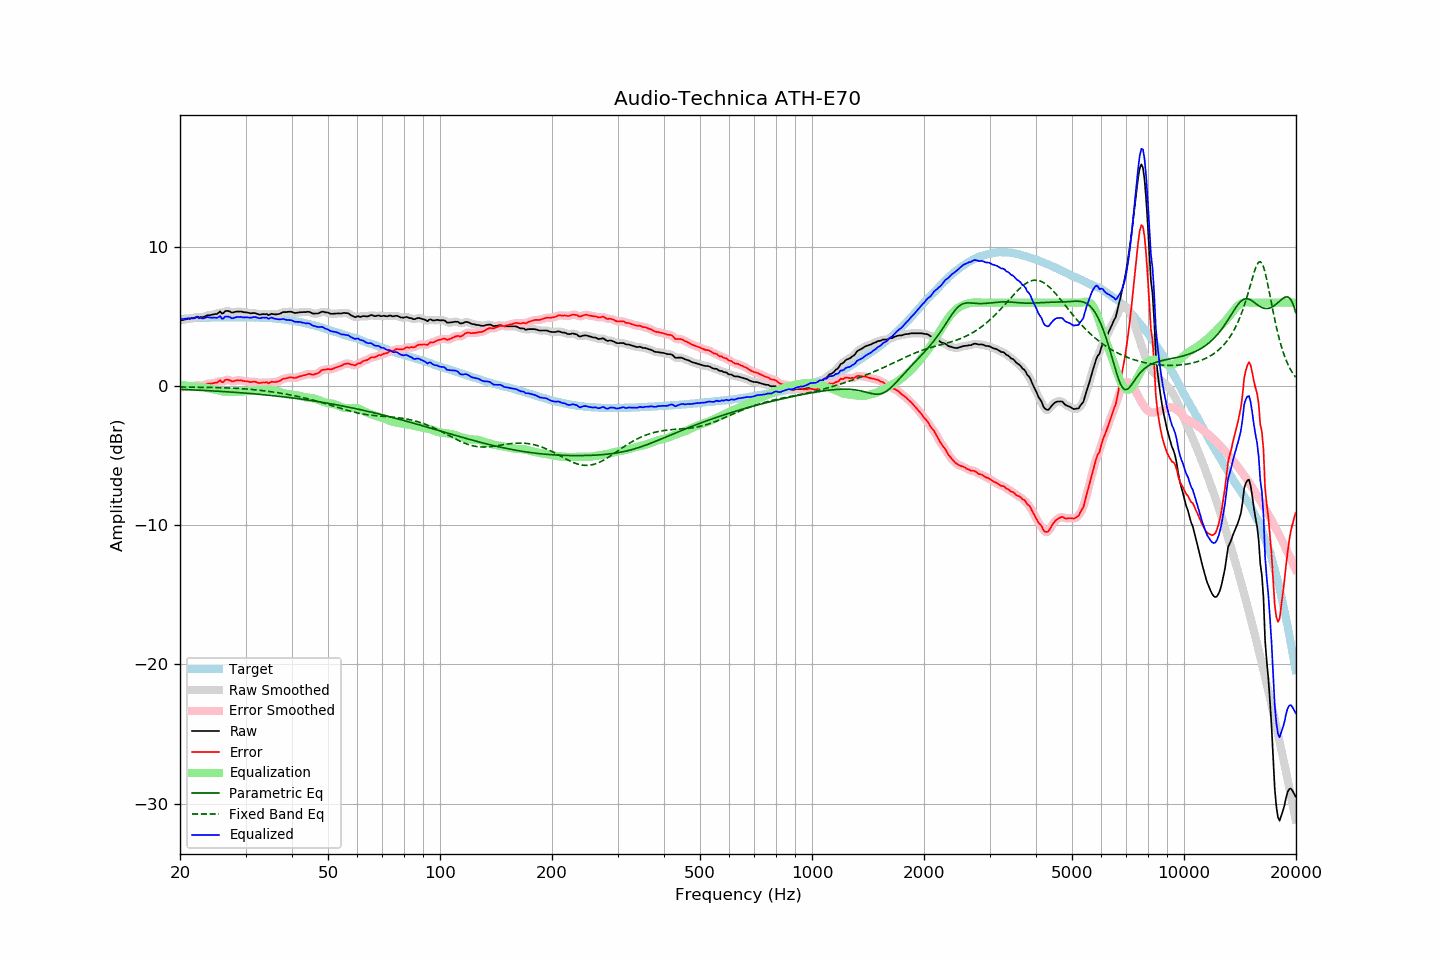 Audio-Technica ATH-E70
Amplitude (dBr)
10
0
−10
−20
−30
Target
Raw Smoothed
Error Smoothed
Raw
Error
Equalization
Parametric Eq
Fixed Band Eq
Equalized
20 50 100 200 500 1000 2000 5000 10000 20000
Frequency (Hz)